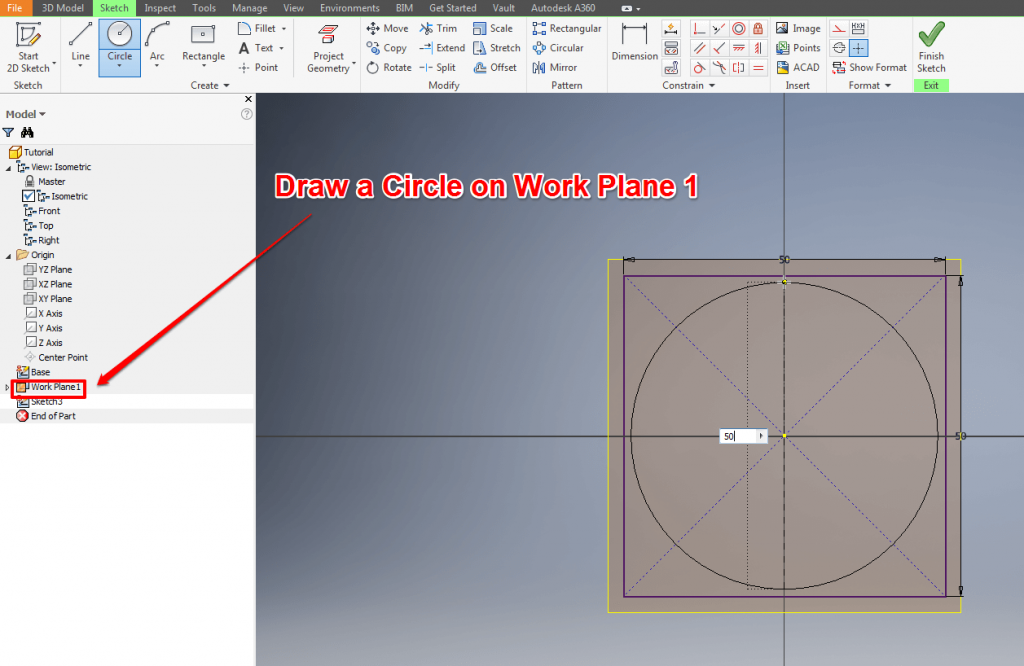 File 3D Model Sketch Inspect Tools Manage View Environments BIM Get Started Vault Autodesk A360
Start
2D Sketch
Line
Circle
Arc
Rectangle
Fillet
Text
Point
Project
Geometry
Move
Copy
Rotate
Trim
Extend
Split
Scale
Stretch
Offset
Rectangular
Circular
Mirror
Dimension
Image
Points
ACAD
Show Format
Finish
Sketch
Sketch
Create
Modify
Pattern
Constrain
Insert
Format
Exit
Model
Tutorial
View: Isometric
Master
Isometric
Front
Top
Right
Origin
YZ Plane
XZ Plane
XY Plane
X Axis
Y Axis
Z Axis
Center Point
Base
Work Plane1
Sketch3
End of Part
Draw a Circle on Work Plane 1
50
50
50